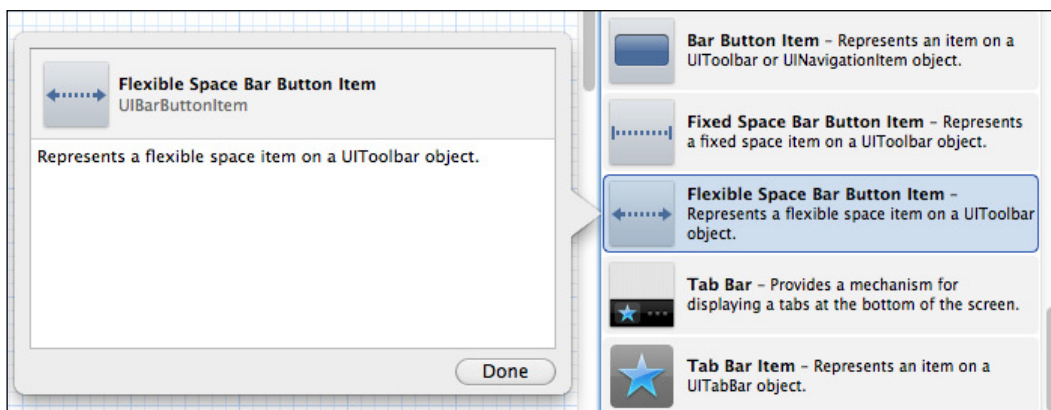 Flexible Space Bar Button Item
UIBarButtonItem
Represents a flexible space item on a UIToolbar object.
Done
Bar Button Item – Represents an item on a
UIToolbar or UINavigationItem object.
Fixed Space Bar Button Item – Represents
a fixed space item on a UIToolbar object.
Flexible Space Bar Button Item –
Represents a flexible space item on a UIToolbar
object.
Tab Bar – Provides a mechanism for
displaying a tabs at the bottom of the screen.
Tab Bar Item – Represents an item on a
UITabBar object.